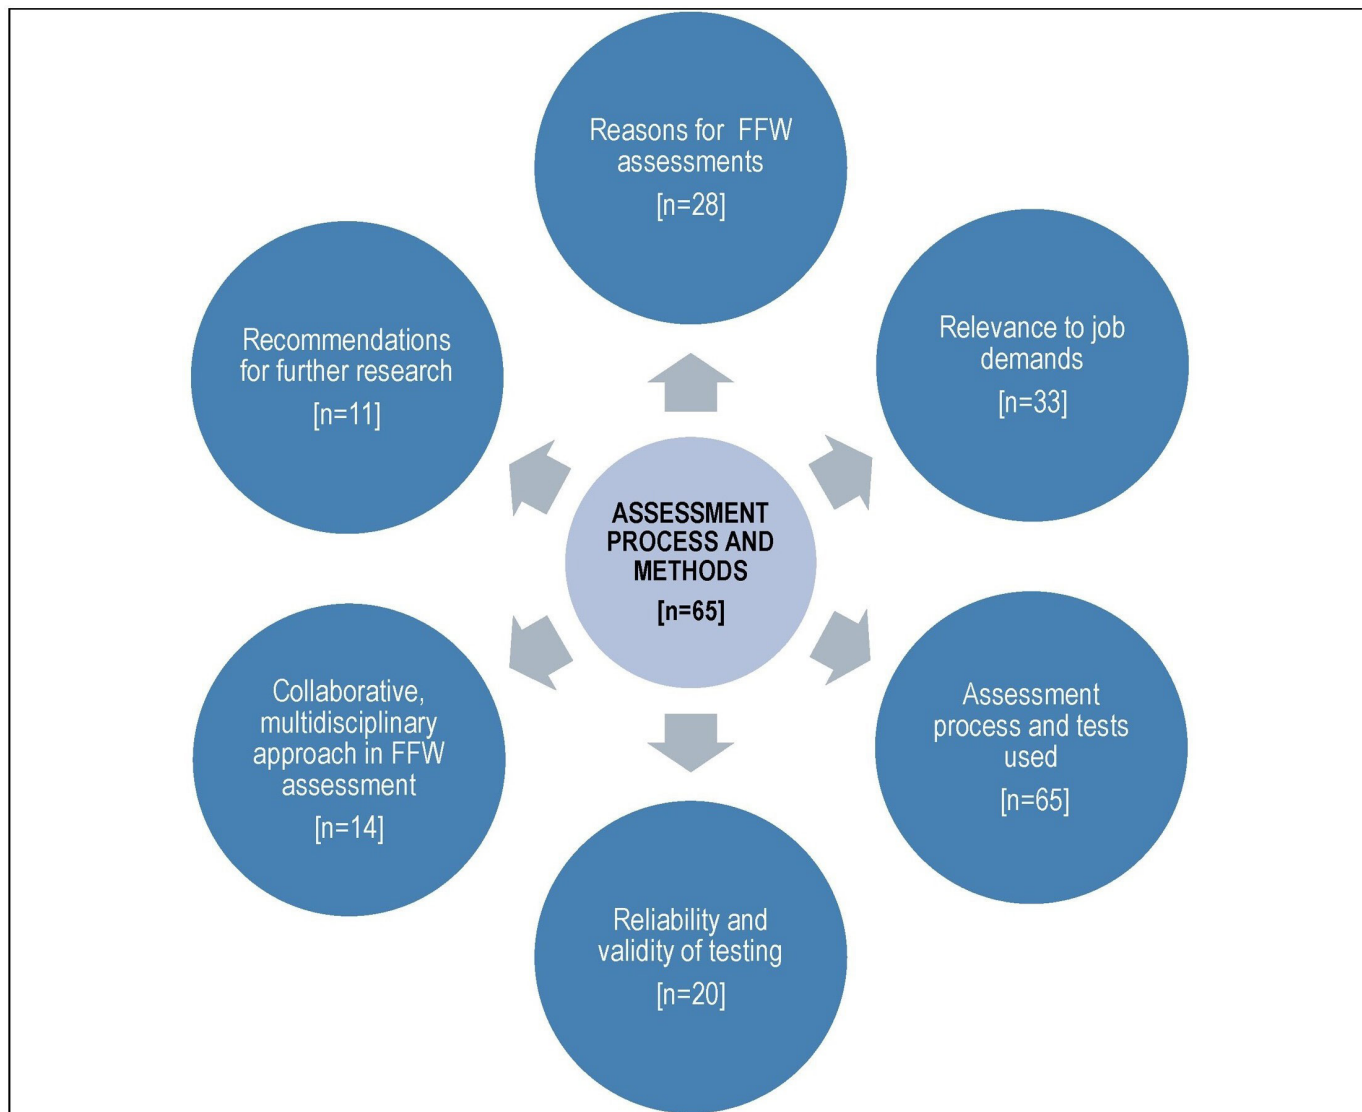 Reasons for FFW
assessments
[n=28]
Relevance to job
demands
[n=33]
Assessment
process and tests
used
[n=65]
Reliability and
validity of testing
[n=20]
Collaborative,
multidisciplinary
approach in FFW
assessment
[n=14]
Recommendations
for further research
[n=11]
ASSESSMENT
PROCESS AND
METHODS
[n=65]